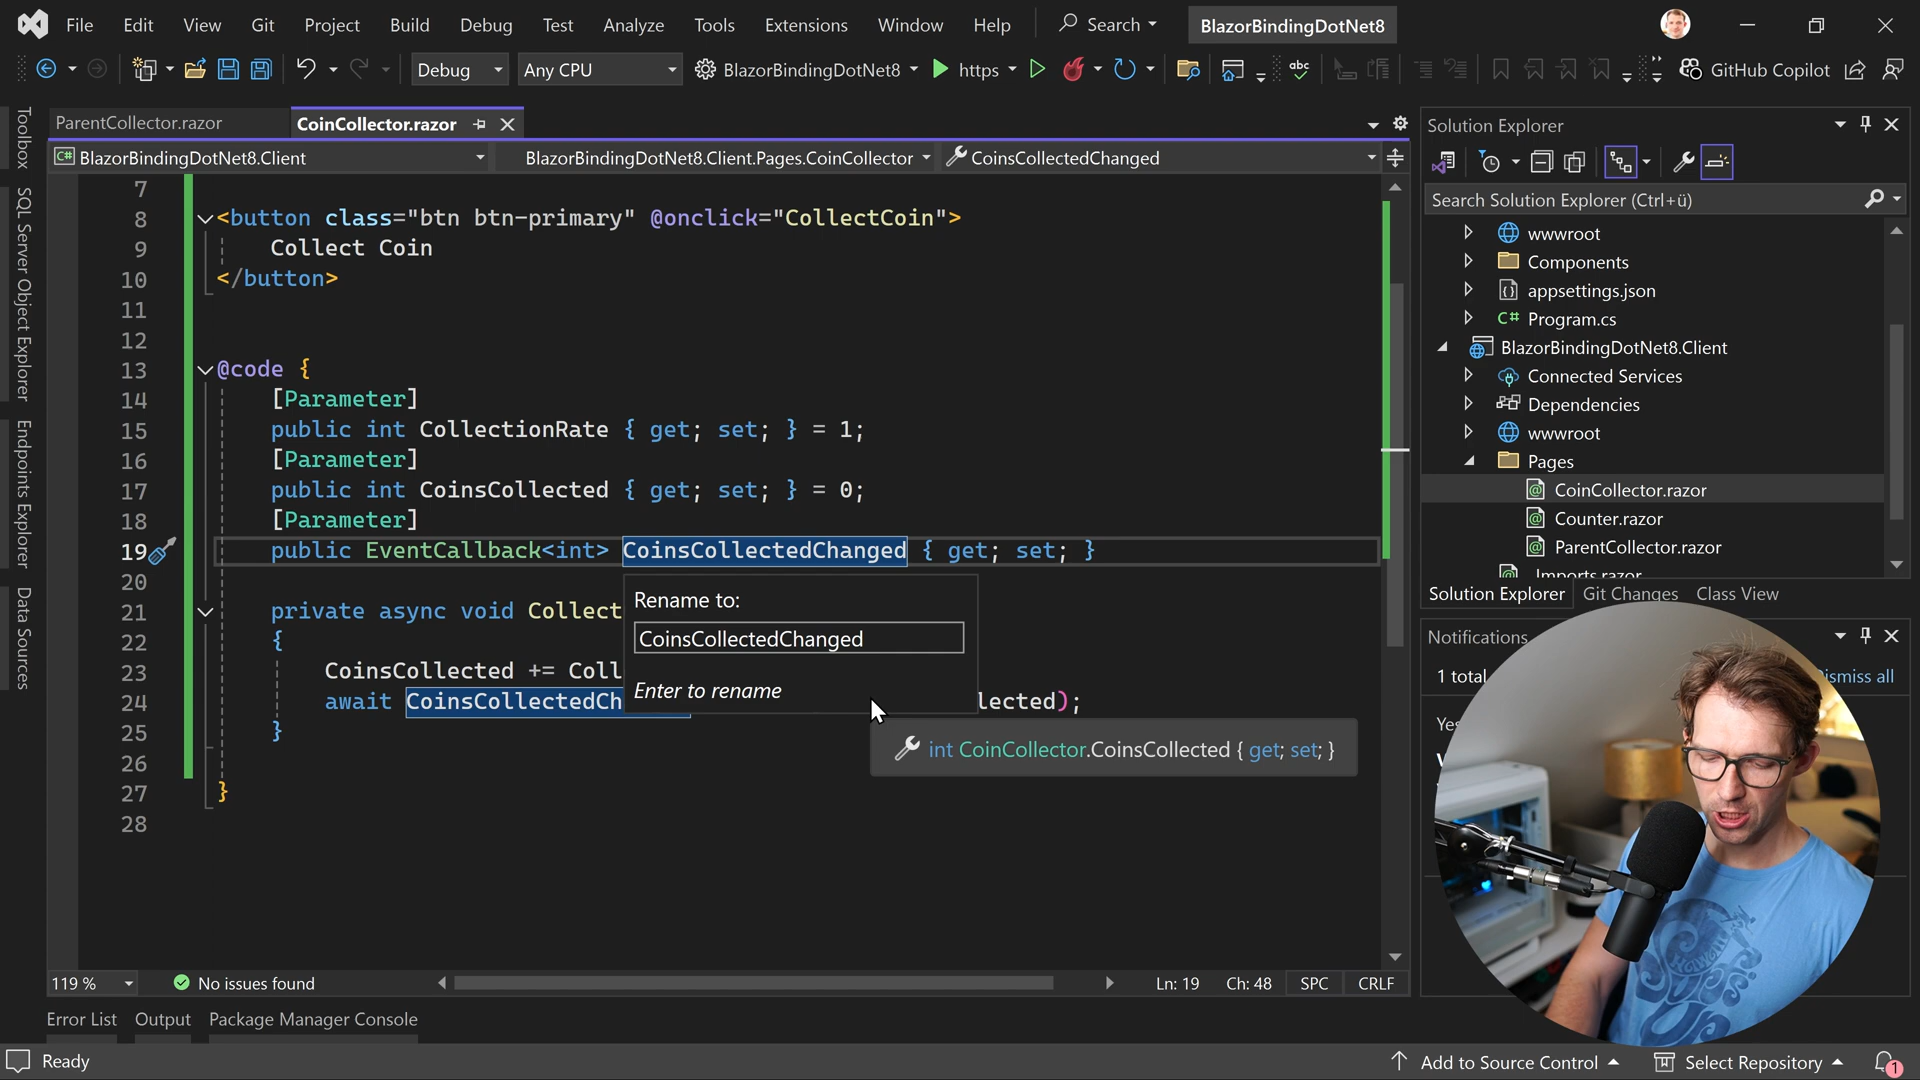 File Edit View Git Project Build Debug Test Analyze Tools Extensions Window Help Search BlazorBindingDotNet8
Debug Any CPU BlazorBindingDotNet8 https GitHub Copilot
ParentCollector.razor CoinCollector.razor
BlazorBindingDotNet8.Client BlazorBindingDotNet8.Client.Pages.CoinCollector CoinsCollectedChanged
Toolbox
SQL Server Object Explorer
Endpoints Explorer
Data Sources
7
8 <button class="btn btn-primary" @onclick="CollectCoin">
9 Collect Coin
10 </button>
11
12
13 @code {
14 [Parameter]
15 public int CollectionRate { get; set; } = 1;
16 [Parameter]
17 public int CoinsCollected { get; set; } = 0;
18 [Parameter]
19 public EventCallback<int> CoinsCollectedChanged { get; set; }
20
21 private async void Collect
22 {
23 CoinsCollected += Coll
24 await CoinsCollectedCh lected);
25 }
26
27 }
28
Rename to:
CoinsCollectedChanged
Enter to rename
int CoinCollector.CoinsCollected { get; set; }
Solution Explorer
Search Solution Explorer (Ctrl+ü)
wwwroot
Components
appsettings.json
C# Program.cs
BlazorBindingDotNet8.Client
Connected Services
Dependencies
wwwroot
Pages
CoinCollector.razor
Counter.razor
ParentCollector.razor
Imports.razor
Solution Explorer Git Changes Class View
Notifications
1 total ismiss all
Yes
119 % No issues found Ln: 19 Ch: 48 SPC CRLF
Error List Output Package Manager Console
Ready Add to Source Control Select Repository 1